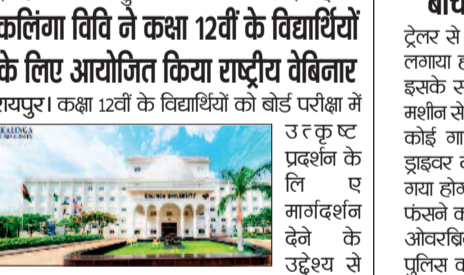 कलिंगा विवि ने कक्षा 12वीं के विद्यार्थियों
के लिए आयोजित किया राष्ट्रीय वेबिनार
रायपुर। कक्षा 12वीं के विद्यार्थियों को बोर्ड परीक्षा में
KALINGA
KALINGA UNIVERSITY
उत्कृष्ट
प्रदर्शन के
लि ए
मार्गदर्शन
देने के
उद्देश्य से
ट्रेलर से
लगाया
इसके
मशीन से
कोई
ड्राइवर
गया
फंसने
पुलिस